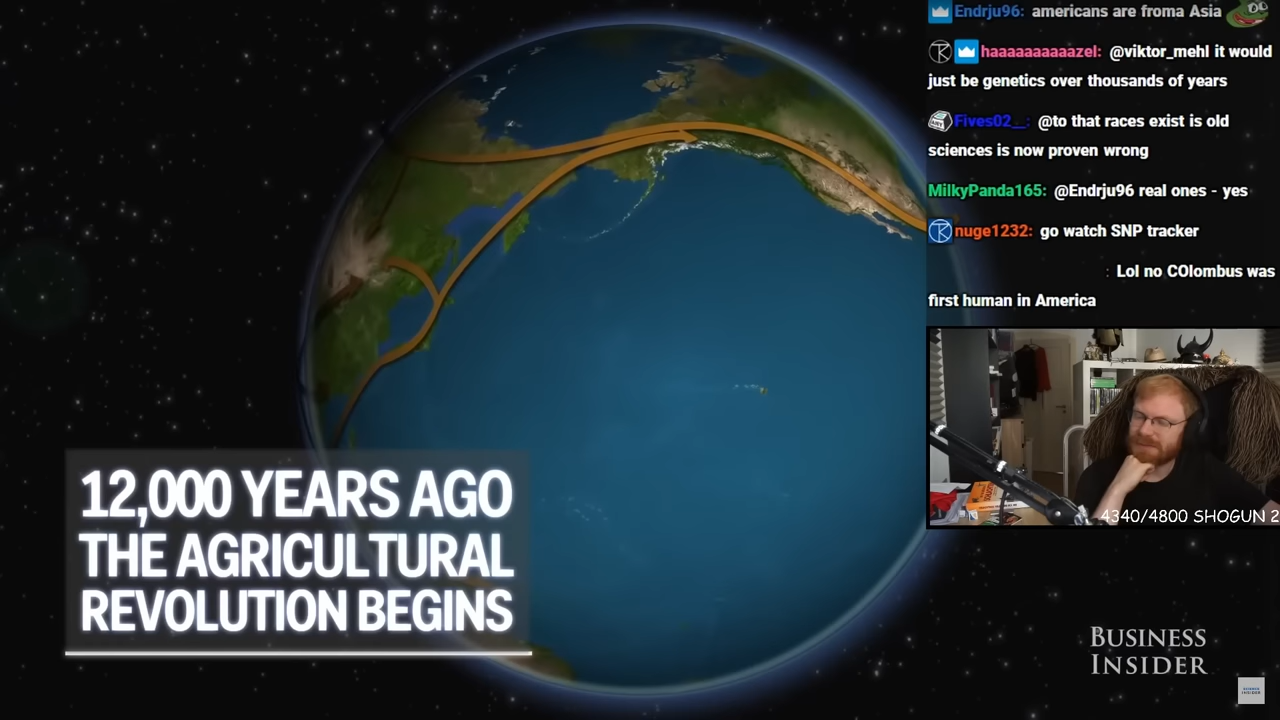 Endrju96: americans are froma Asia
haaaaaaaaaazel: @viktor_mehl it would
just be genetics over thousands of years
Fives02__: @to that races exist is old
sciences is now proven wrong
MilkyPanda165: @Endrju96 real ones - yes
nuge1232: go watch SNP tracker
: Lol no COlombus was
first human in America
4340/4800 SHOGUN 2
12,000 YEARS AGO
THE AGRICULTURAL
REVOLUTION BEGINS
BUSINESS
INSIDER